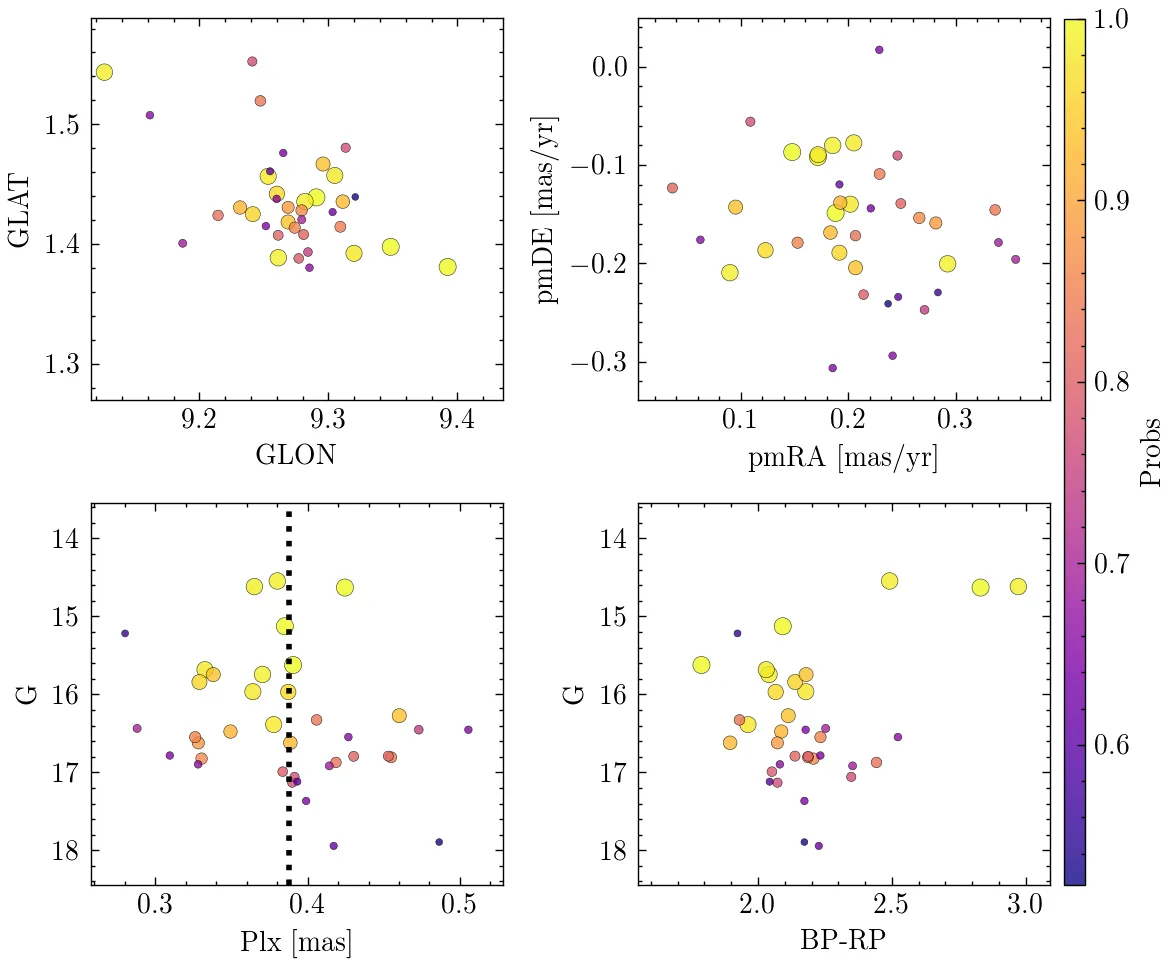 1.5
1.4
1.3
GLAT
9.2 9.3 9.4
GLON
0.0
−0.1
−0.2
−0.3
pmDE [mas/yr]
0.1 0.2 0.3
pmRA [mas/yr]
1.0
0.9
0.8
0.7
0.6
Probs
14
15
16
17
18
G
0.3 0.4 0.5
Plx [mas]
14
15
16
17
18
G
2.0 2.5 3.0
BP-RP